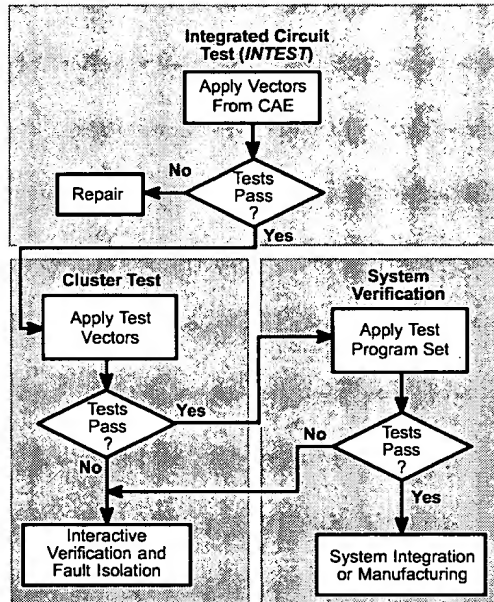 Integrated Circuit
Test (INTEST)
Apply Vectors
From CAE
No
Tests
Pass
?
Repair
Yes
Cluster Test
Apply Test
Vectors
Tests
Pass
?
Yes
No
Interactive
Verification and
Fault Isolation
System
Verification
Apply Test
Program Set
No
Tests
Pass
?
Yes
System Integration
or Manufacturing